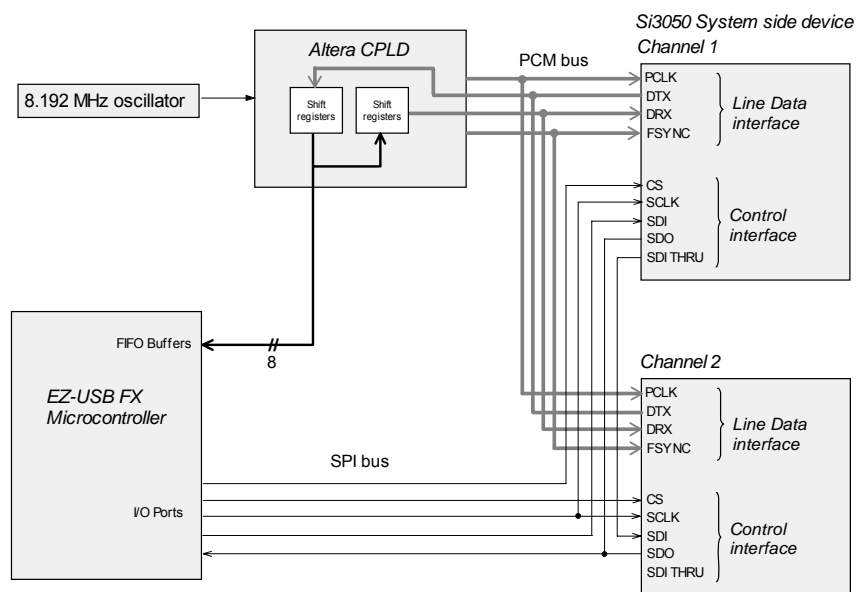 Si3050 System side device
Channel 1
Altera CPLD
PCM bus
8.192 MHz oscillator
Shift
registers
Shift
registers
PCLK
DTX
DRX
FSYNC
Line Data
interface
CS
SCLK
SDI
SDO
SDI THRU
Control
interface
FIFO Buffers
8
EZ-USB FX
Microcontroller
I/O Ports
SPI bus
Channel 2
PCLK
DTX
DRX
FSYNC
Line Data
interface
CS
SCLK
SDI
SDO
SDI THRU
Control
interface